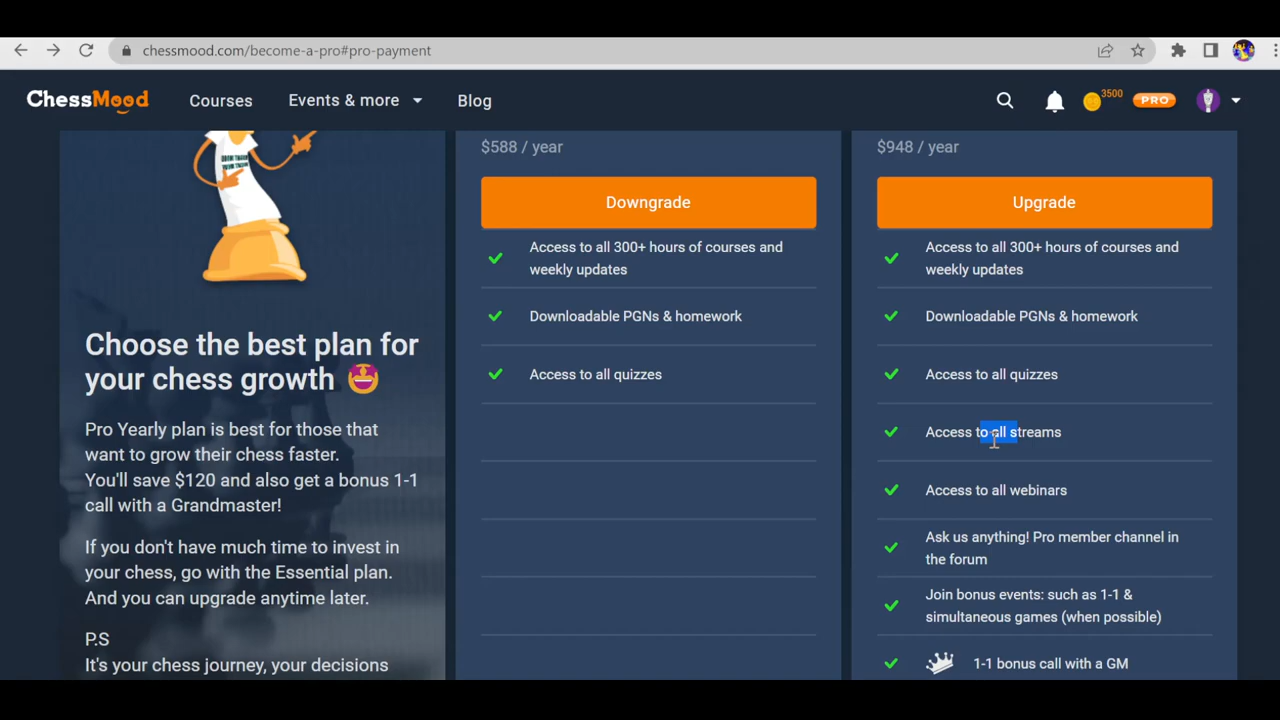 chessmood.com/become-a-pro#pro-payment
ChessMood
Courses
Events & more
Blog
3500
PRO
Choose the best plan for
your chess growth
Pro Yearly plan is best for those that
want to grow their chess faster.
You'll save $120 and also get a bonus 1-1
call with a Grandmaster!
If you don't have much time to invest in
your chess, go with the Essential plan.
And you can upgrade anytime later.
P.S
It's your chess journey, your decisions
$588 / year
Downgrade
Access to all 300+ hours of courses and
weekly updates
Downloadable PGNs & homework
Access to all quizzes
$948 / year
Upgrade
Access to all 300+ hours of courses and
weekly updates
Downloadable PGNs & homework
Access to all quizzes
Access to all streams
Access to all webinars
Ask us anything! Pro member channel in
the forum
Join bonus events: such as 1-1 &
simultaneous games (when possible)
1-1 bonus call with a GM